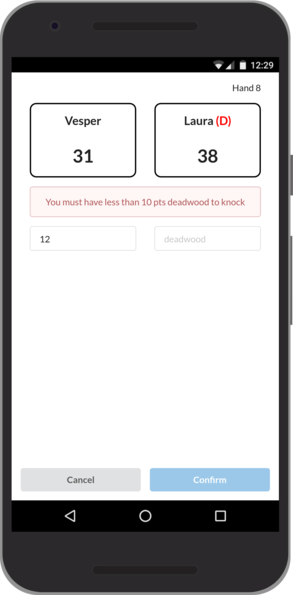 12:29
Hand 8
Vesper
Laura (D)
31
38
You must have less than 10 pts deadwood to knock
12
deadwood
Cancel
Confirm